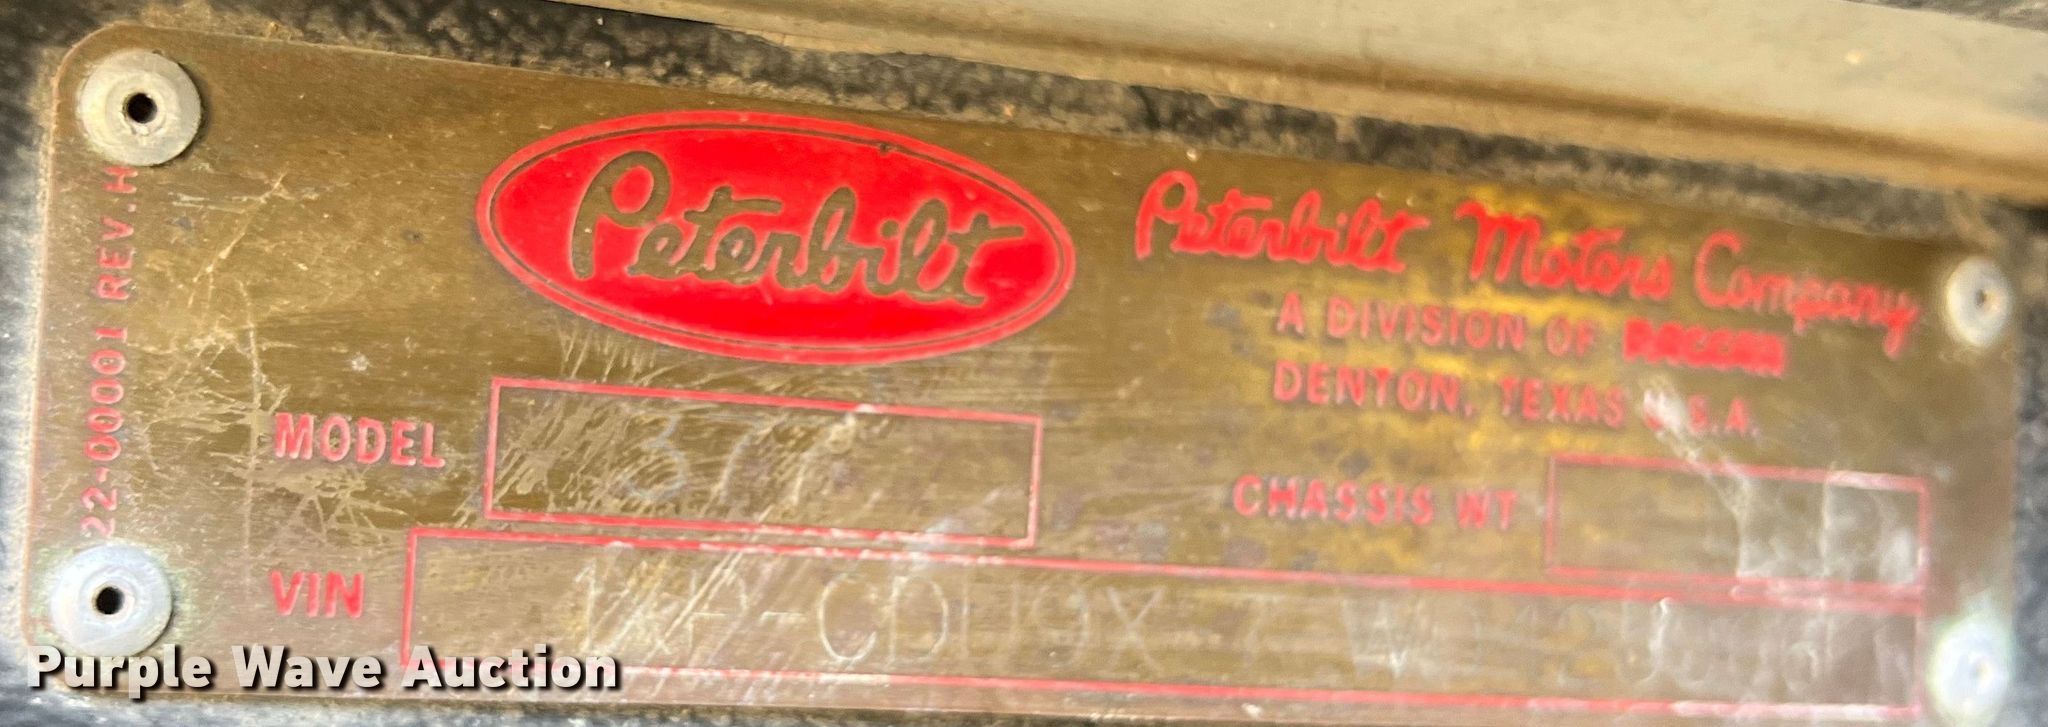 Peterbilt
Peterbilt Motors Company
A DIVISION OF PACCAR
DENTON, TEXAS U.S.A.
22-00001 REV.H
MODEL
CHASSIS WT
VIN
Purple Wave Auction